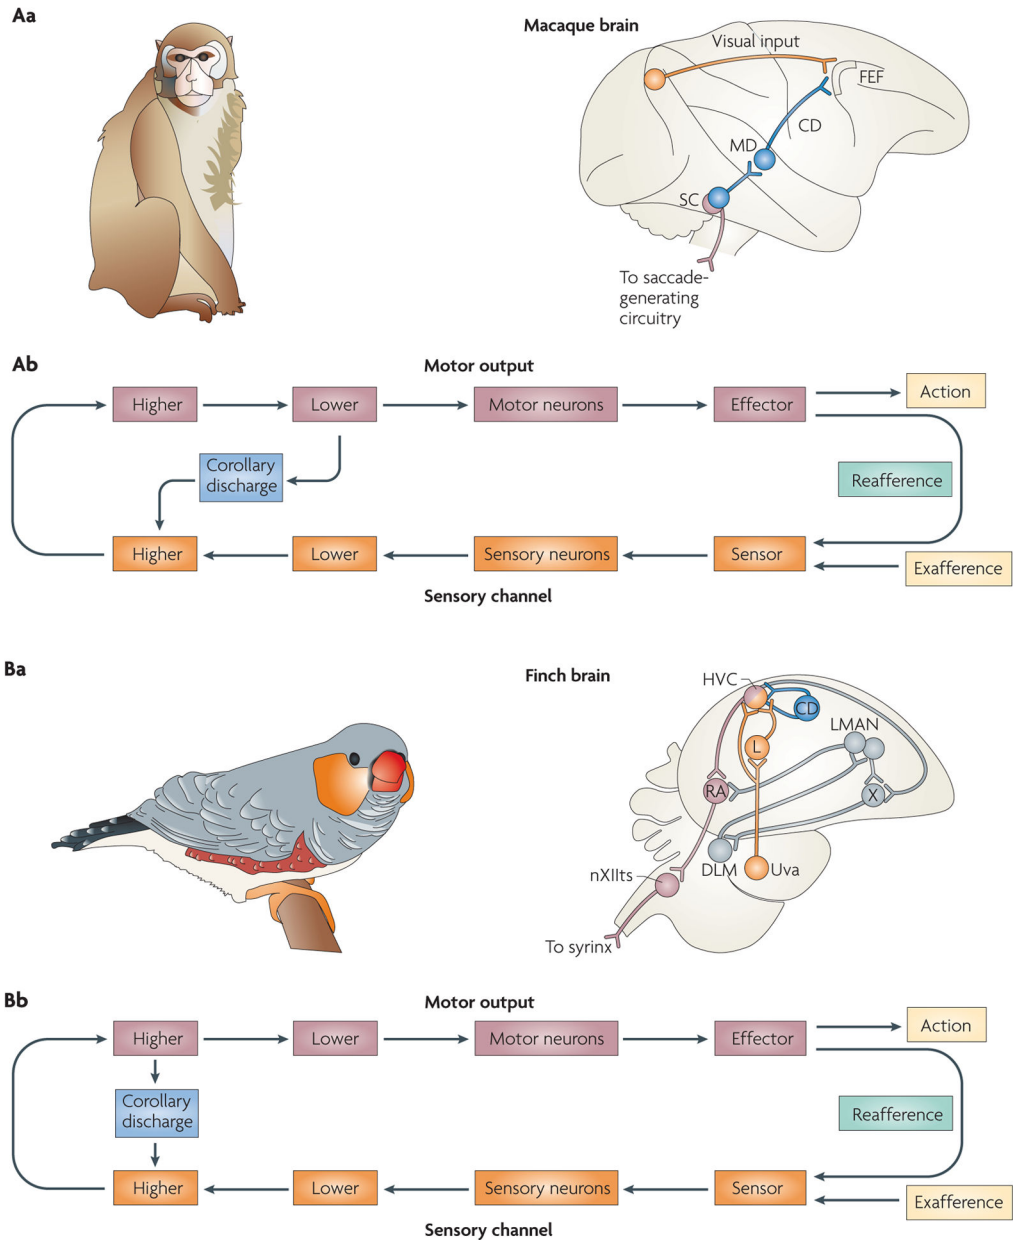 Aa
Macaque brain
Visual input
FEF
CD
MD
SC
To saccade-
generating
circuitry
Ab
Motor output
Higher
Lower
Motor neurons
Effector
Action
Corollary
discharge
Reafference
Higher
Lower
Sensory neurons
Sensor
Exafference
Sensory channel
Ba
Finch brain
HVC
CD
LMAN
L
RA
X
DLM
Uva
nXIIts
To syrinx
Bb
Motor output
Higher
Lower
Motor neurons
Effector
Action
Corollary
discharge
Reafference
Higher
Lower
Sensory neurons
Sensor
Exafference
Sensory channel